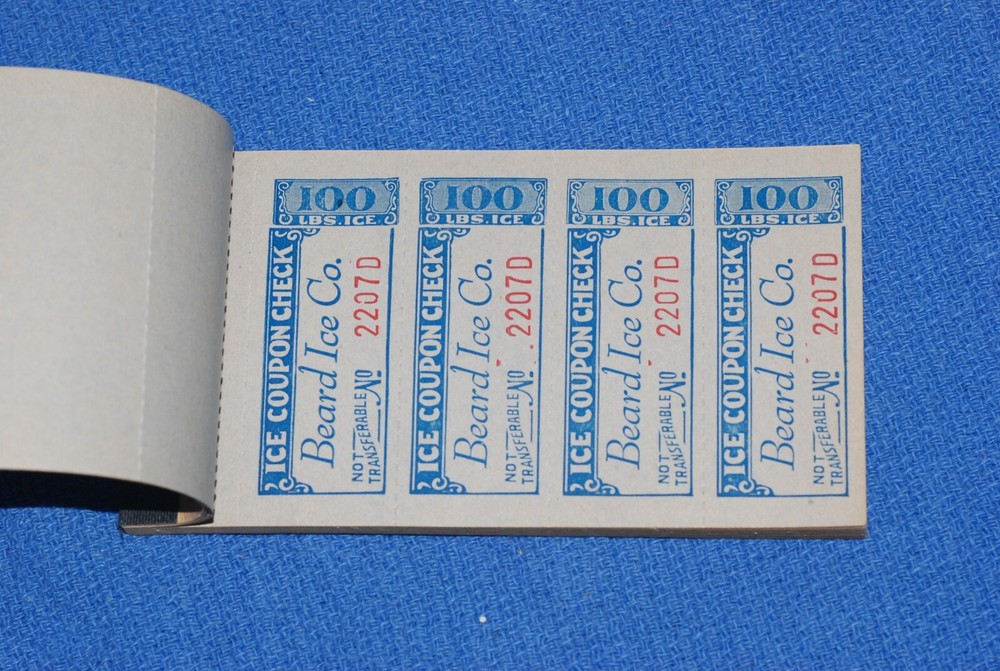 100
LBS. ICE
ICE COUPON CHECK
Beard Ice Co.
NOT
TRANSFERABLE
No 2207D
100
LBS. ICE
ICE COUPON CHECK
Beard Ice Co.
NOT
TRANSFERABLE
No 2207D
100
LBS. ICE
ICE COUPON CHECK
Beard Ice Co.
NOT
TRANSFERABLE
No 2207D
100
LBS. ICE
ICE COUPON CHECK
Beard Ice Co.
NOT
TRANSFERABLE
No 2207D